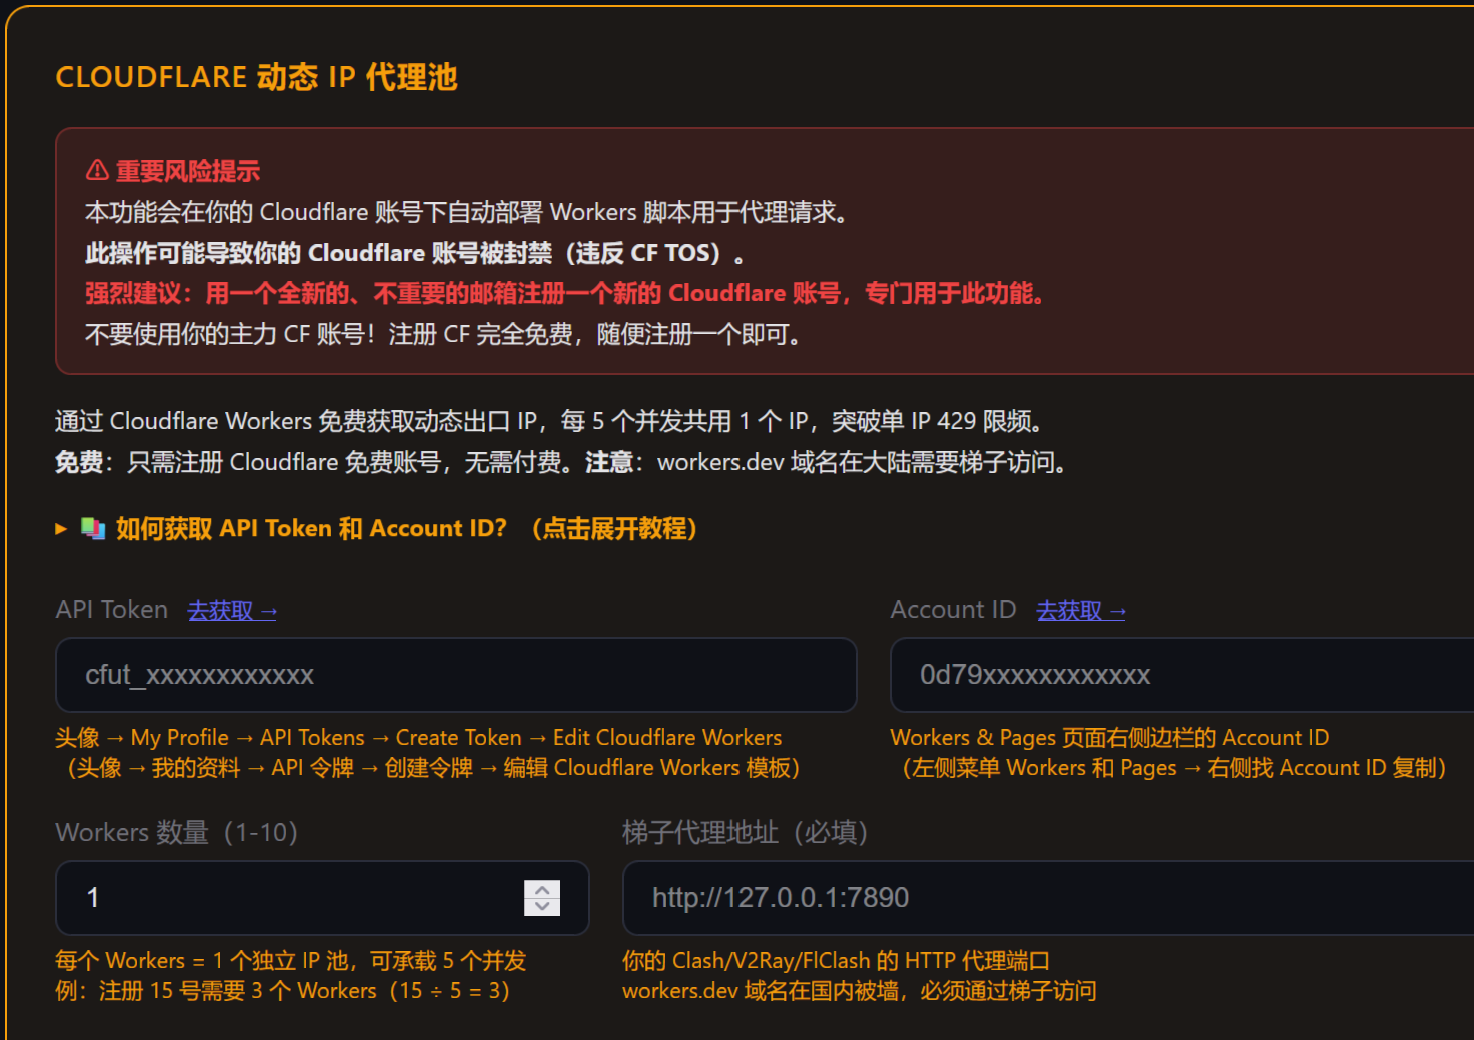 CLOUDFLARE 动态 IP 代理池
⚠ 重要风险提示
本功能会在你的 Cloudflare 账号下自动部署 Workers 脚本用于代理请求。
此操作可能导致你的 Cloudflare 账号被封禁（违反 CF TOS）。
强烈建议：用一个全新的、不重要的邮箱注册一个新的 Cloudflare 账号，专门用于此功能。
不要使用你的主力 CF 账号！注册 CF 完全免费，随便注册一个即可。
通过 Cloudflare Workers 免费获取动态出口 IP，每 5 个并发共用 1 个 IP，突破单 IP 429 限频。
免费：只需注册 Cloudflare 免费账号，无需付费。注意：workers.dev 域名在大陆需要梯子访问。
▸ 📚 如何获取 API Token 和 Account ID？（点击展开教程）
API Token 去获取 →
Account ID 去获取 →
cfut_xxxxxxxxxxxx
0d79xxxxxxxxxxxx
头像 → My Profile → API Tokens → Create Token → Edit Cloudflare Workers
（头像 → 我的资料 → API 令牌 → 创建令牌 → 编辑 Cloudflare Workers 模板）
Workers & Pages 页面右侧边栏的 Account ID
（左侧菜单 Workers 和 Pages → 右侧找 Account ID 复制）
Workers 数量（1-10）
梯子代理地址（必填）
1
http://127.0.0.1:7890
每个 Workers = 1 个独立 IP 池，可承载 5 个并发
例：注册 15 号需要 3 个 Workers（15 ÷ 5 = 3）
你的 Clash/V2Ray/FlClash 的 HTTP 代理端口
workers.dev 域名在国内被墙，必须通过梯子访问